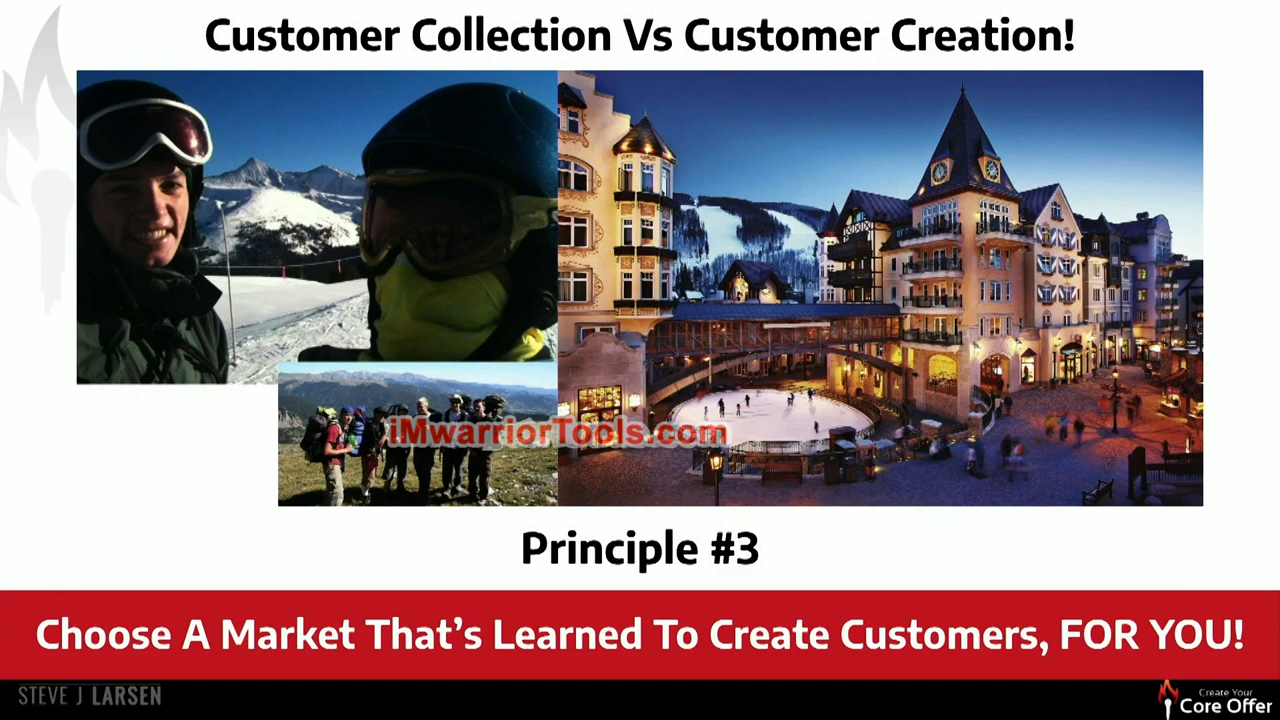 Customer Collection Vs Customer Creation!
iMwarriorTools.com
Principle #3
Choose A Market That's Learned To Create Customers, FOR YOU!
STEVE J LARSEN
Create Your
Core Offer